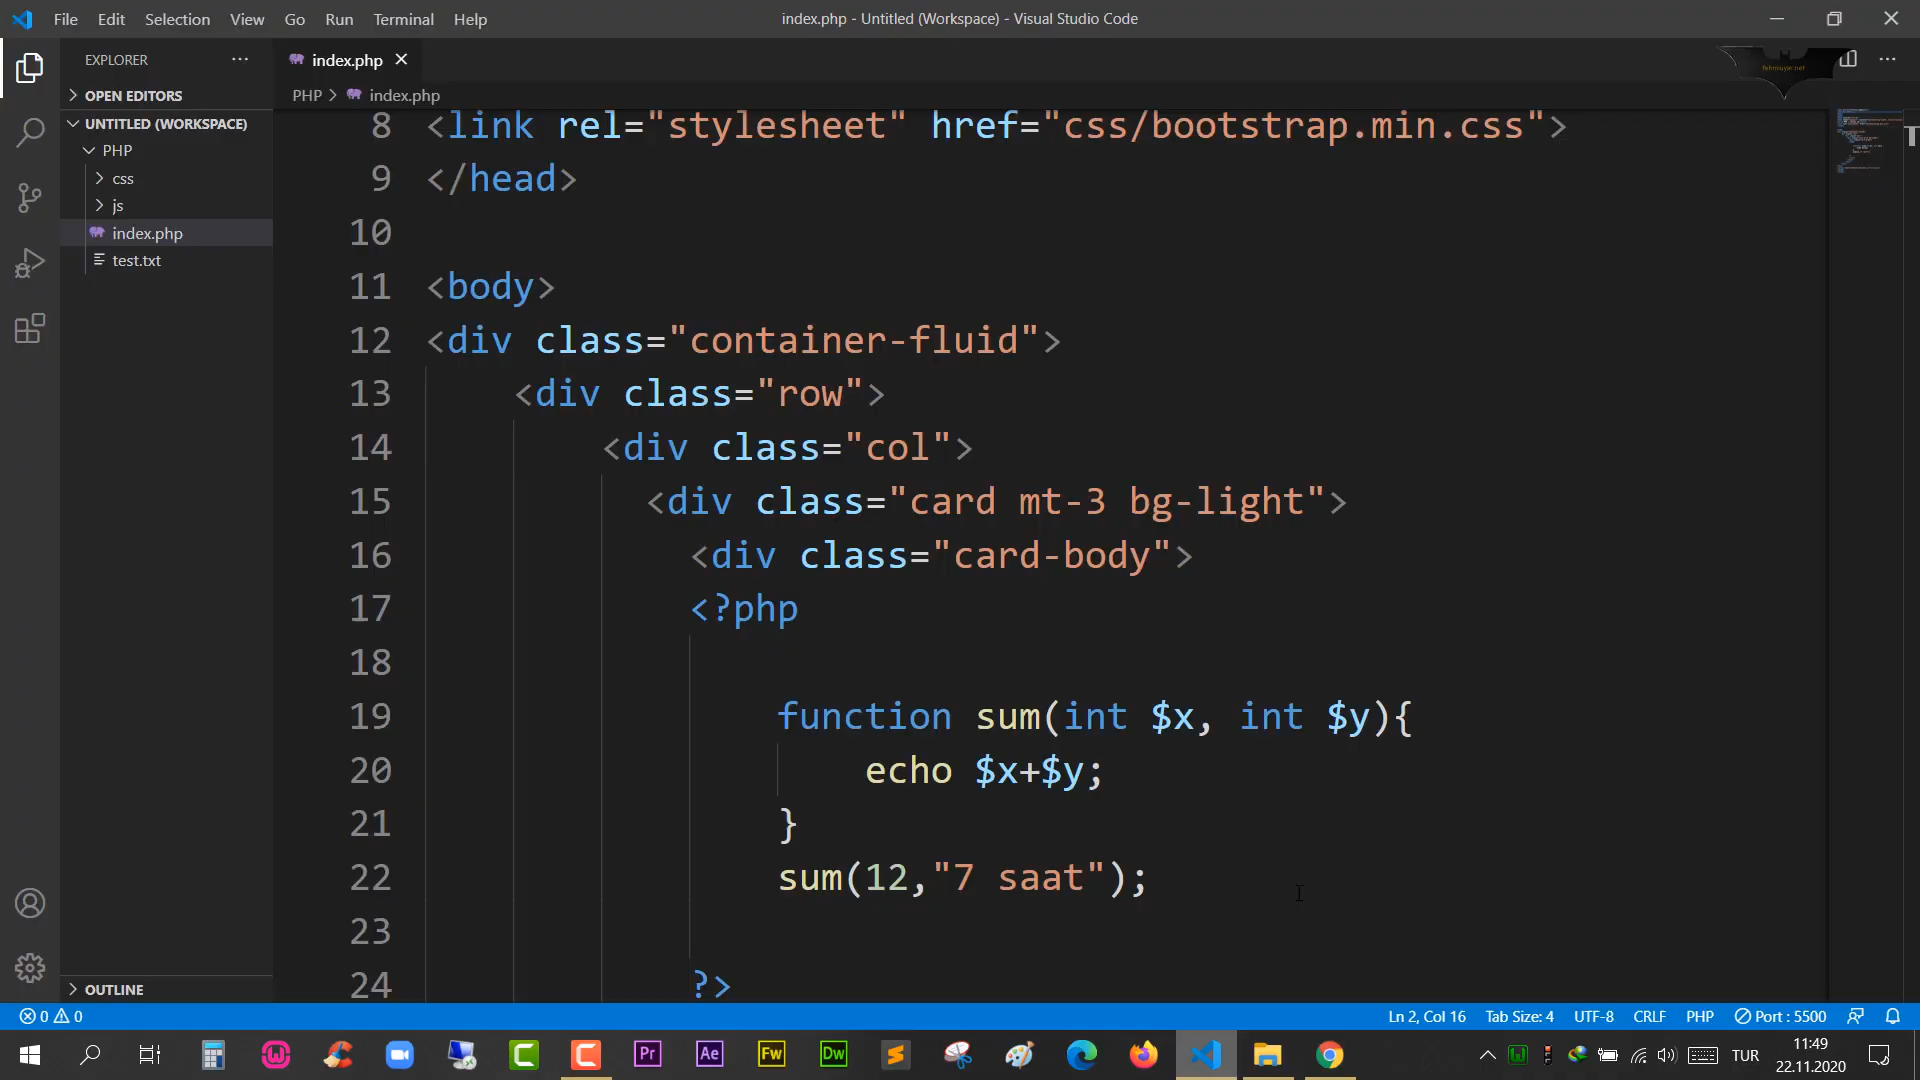 File Edit Selection View Go Run Terminal Help
index.php - Untitled (Workspace) - Visual Studio Code
EXPLORER
index.php
OPEN EDITORS
UNTITLED (WORKSPACE)
PHP
css
js
index.php
test.txt
OUTLINE
PHP > index.php
8 <link rel="stylesheet" href="css/bootstrap.min.css">
9 </head>
10
11 <body>
12 <div class="container-fluid">
13 <div class="row">
14 <div class="col">
15 <div class="card mt-3 bg-light">
16 <div class="card-body">
17 <?php
18
19 function sum(int $x, int $y){
20 echo $x+$y;
21 }
22 sum(12,"7 saat");
23
24 ?>
0 0
Ln 2, Col 16 Tab Size: 4 UTF-8 CRLF PHP Port : 5500
Pr Ae Fw Dw
TUR
11:49
22.11.2020